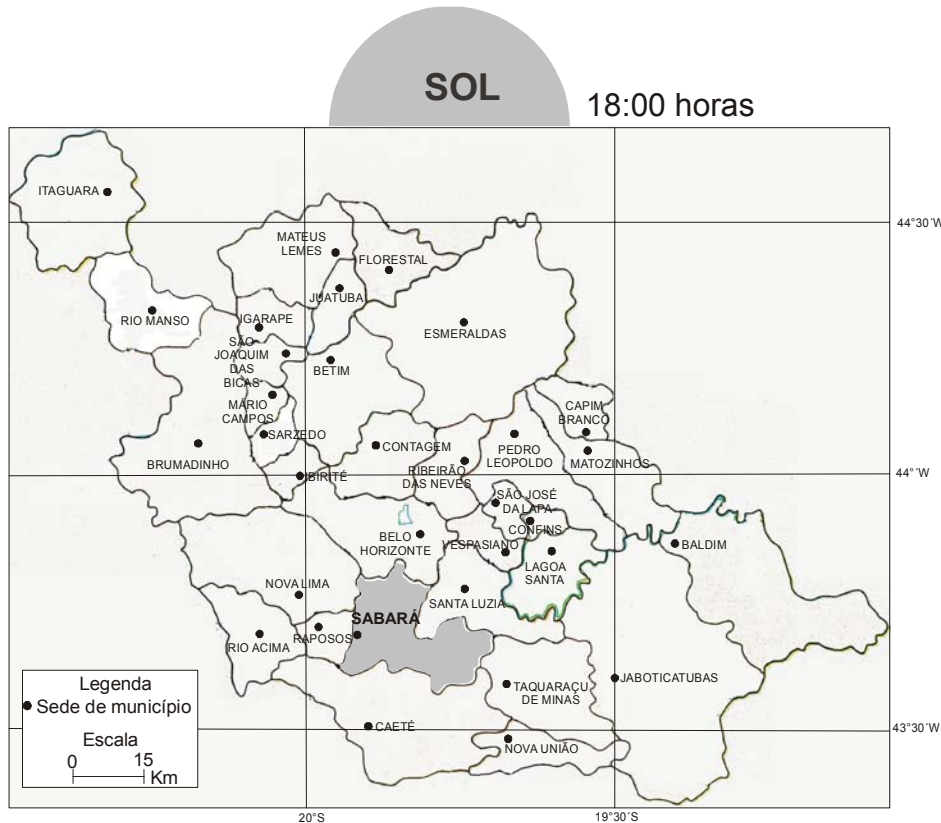 SOL
18:00 horas
ITAGUARA
44°30´W
MATEUS
LEMES
FLORESTAL
JUATUBA
RIO MANSO
IGARAPE
ESMERALDAS
SÃO
JOAQUIM
DAS
BICAS
BETIM
MÁRIO
CAMPOS
CAPIM
BRANCO
SARZEDO
CONTAGEM
PEDRO
LEOPOLDO
BRUMADINHO
MATOZINHOS
RIBEIRÃO
DAS NEVES
IBIRITÉ
44° W
SÃO JOSÉ
DA LAPA
CONFINS
BELO
HORIZONTE
VESPASIANO
BALDIM
LAGOA
SANTA
NOVA LIMA
SANTA LUZIA
SABARÁ
RAPOSOS
RIO ACIMA
JABOTICATUBAS
TAQUARAÇU
DE MINAS
Legenda
Sede de município
Escala
0 15
Km
CAETÉ
43°30´W
NOVA UNIÃO
20°S
19°30´S